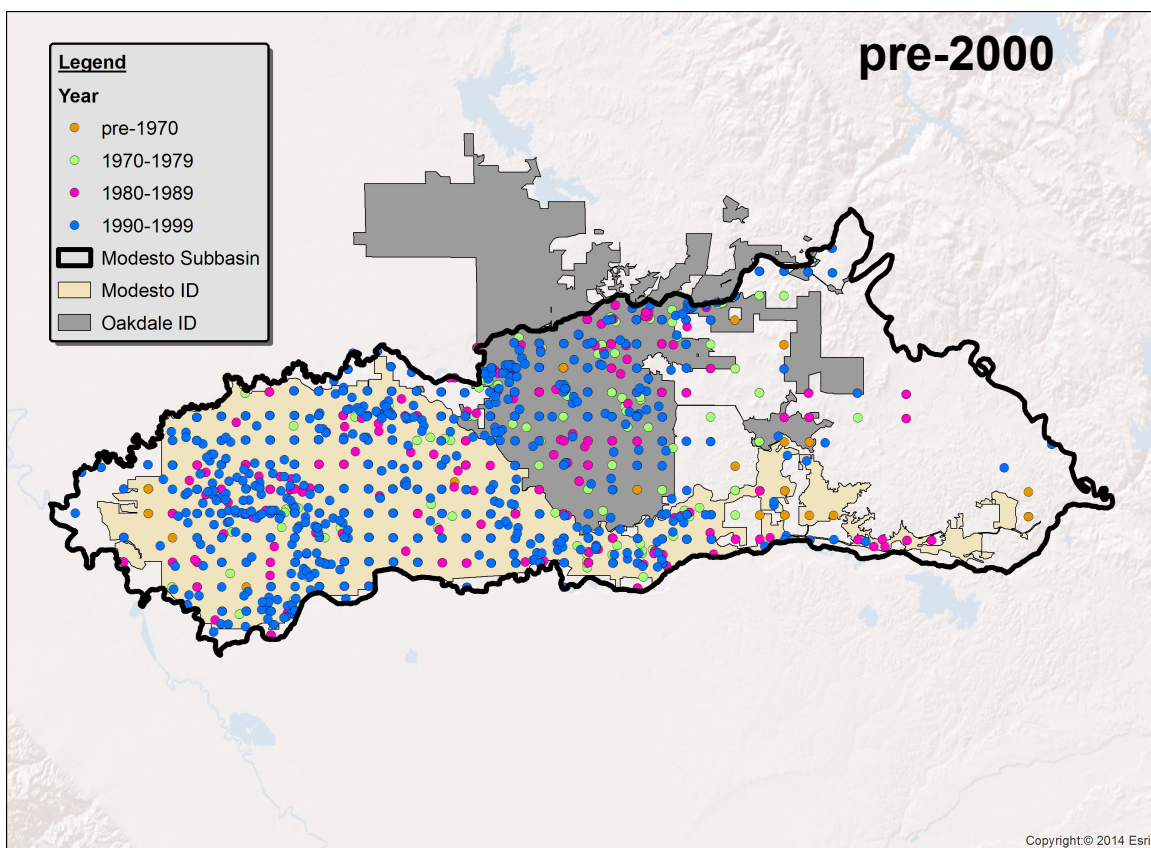 pre-2000
Legend
Year
pre-1970
1970-1979
1980-1989
1990-1999
Modesto Subbasin
Modesto ID
Oakdale ID
Copyright:© 2014 Esri